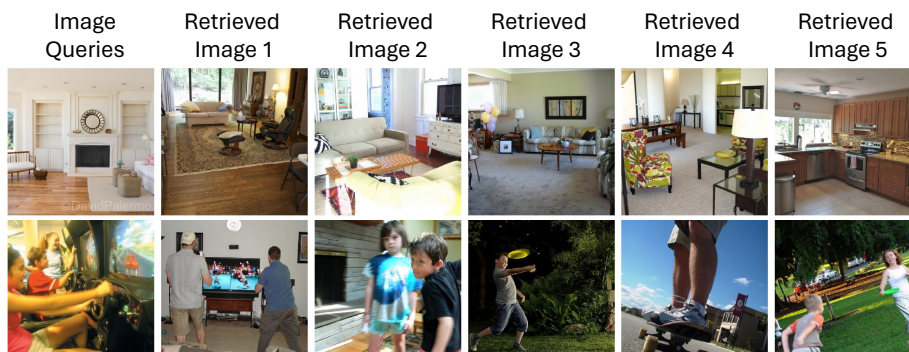 Image
Queries
Retrieved
Image 1
Retrieved
Image 2
Retrieved
Image 3
Retrieved
Image 4
Retrieved
Image 5
©DavidPalermo